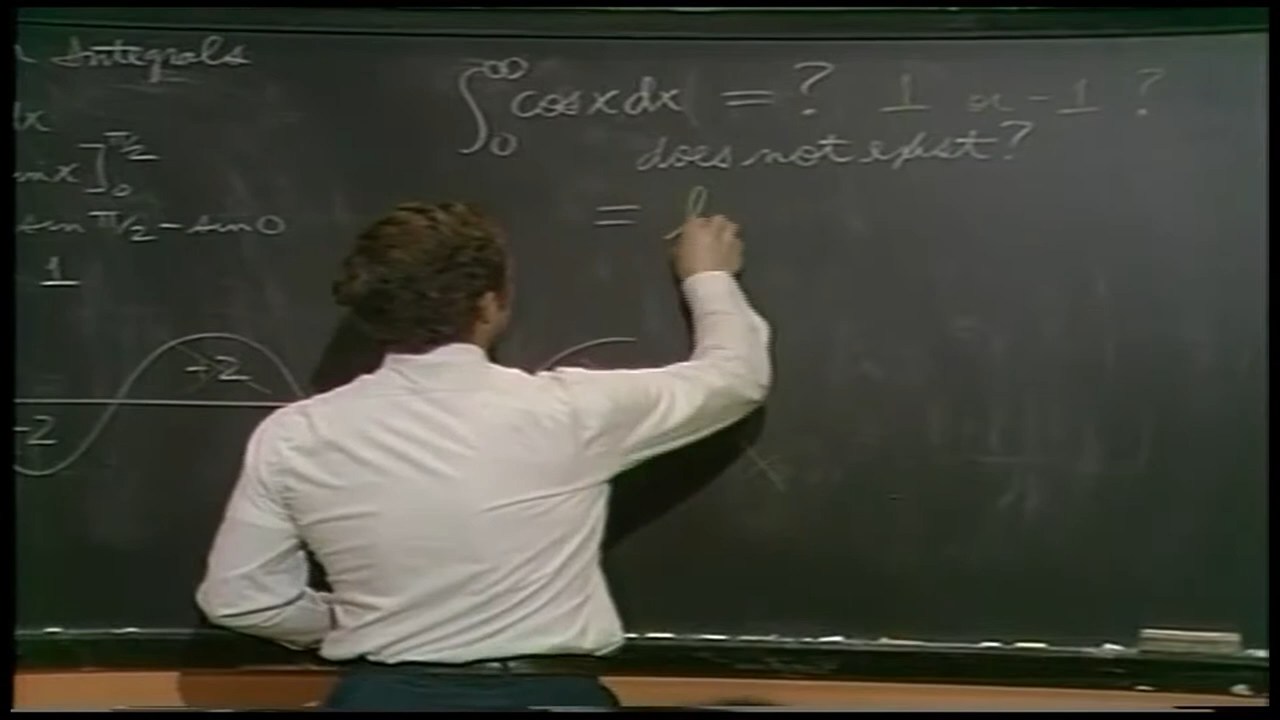 Integrals
∫₀^∞ cos x dx = ? 1 or -1 ?
dx
does not exist?
sin x ]₀^π/2
= l
sin π/2 - sin 0
1
+2
-2